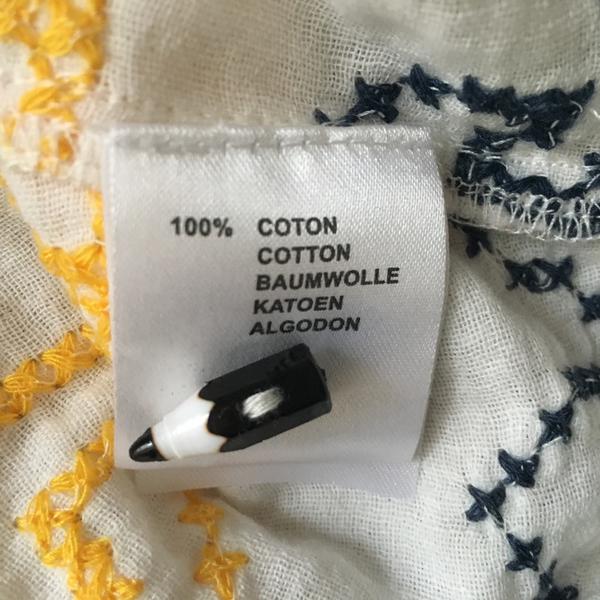 100% COTON
COTTON
BAUMWOLLE
KATOEN
ALGODON